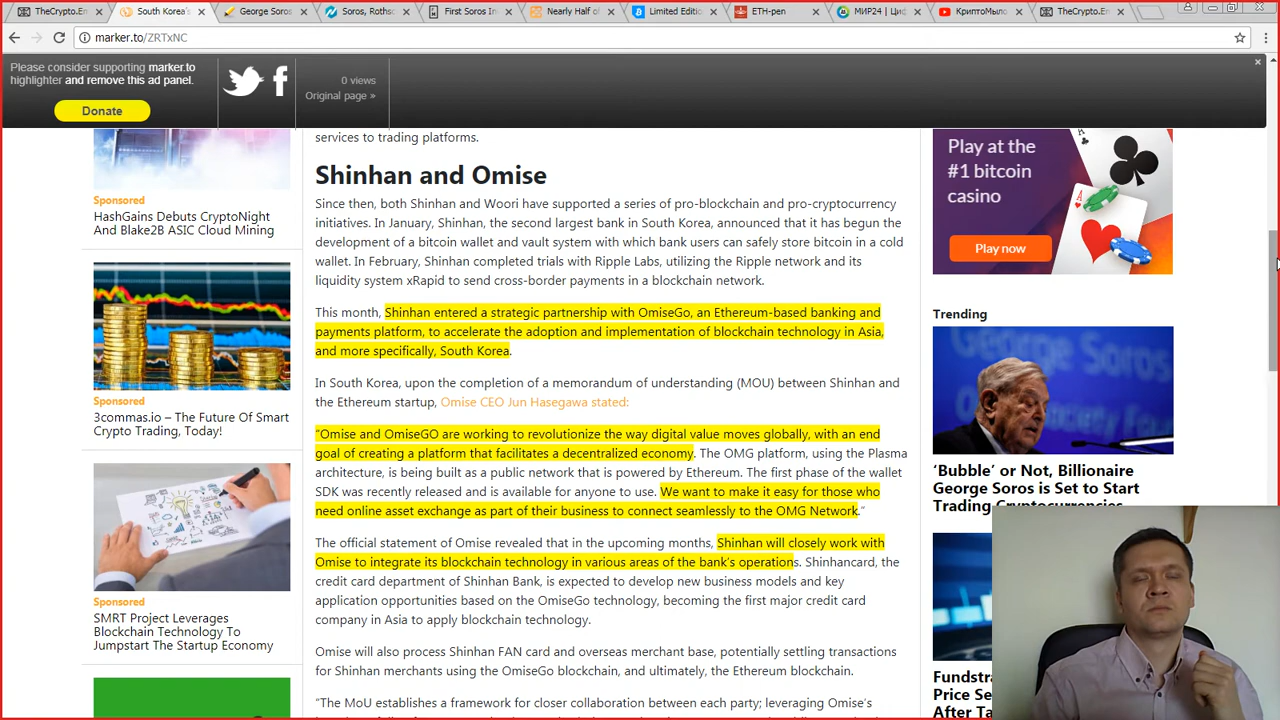 TheCrypto.En
South Korea's
George Soros
Soros, Roths
First Soros In
Nearly Half of
Limited Editi
ETH-pen
МИР24 | Ци
КриптоМыло
TheCrypto.En
marker.to/ZRTxNC
Please consider supporting marker.to
highlighter and remove this ad panel.
Donate
0 views
Original page »
services to trading platforms.
Shinhan and Omise
Since then, both Shinhan and Woori have supported a series of pro-blockchain and pro-cryptocurrency
initiatives. In January, Shinhan, the second largest bank in South Korea, announced that it has begun the
development of a bitcoin wallet and vault system with which bank users can safely store bitcoin in a cold
wallet. In February, Shinhan completed trials with Ripple Labs, utilizing the Ripple network and its
liquidity system xRapid to send cross-border payments in a blockchain network.
This month, Shinhan entered a strategic partnership with OmiseGo, an Ethereum-based banking and
payments platform, to accelerate the adoption and implementation of blockchain technology in Asia,
and more specifically, South Korea.
In South Korea, upon the completion of a memorandum of understanding (MOU) between Shinhan and
the Ethereum startup, Omise CEO Jun Hasegawa stated:
“Omise and OmiseGO are working to revolutionize the way digital value moves globally, with an end
goal of creating a platform that facilitates a decentralized economy. The OMG platform, using the Plasma
architecture, is being built as a public network that is powered by Ethereum. The first phase of the wallet
SDK was recently released and is available for anyone to use. We want to make it easy for those who
need online asset exchange as part of their business to connect seamlessly to the OMG Network.”
The official statement of Omise revealed that in the upcoming months, Shinhan will closely work with
Omise to integrate its blockchain technology in various areas of the bank's operations. Shinhancard, the
credit card department of Shinhan Bank, is expected to develop new business models and key
application opportunities based on the OmiseGo technology, becoming the first major credit card
company in Asia to apply blockchain technology.
Omise will also process Shinhan FAN card and overseas merchant base, potentially settling transactions
for Shinhan merchants using the OmiseGo blockchain, and ultimately, the Ethereum blockchain.
“The MoU establishes a framework for closer collaboration between each party; leveraging Omise's
Sponsored
HashGains Debuts CryptoNight
And Blake2B ASIC Cloud Mining
Sponsored
3commas.io – The Future Of Smart
Crypto Trading, Today!
Sponsored
SMRT Project Leverages
Blockchain Technology To
Jumpstart The Startup Economy
Play at the
#1 bitcoin
casino
Play now
Trending
George Soros
‘Bubble’ or Not, Billionaire
George Soros is Set to Start
Trading Cryptocurrencies
Fundstra
Price Se
After Ta